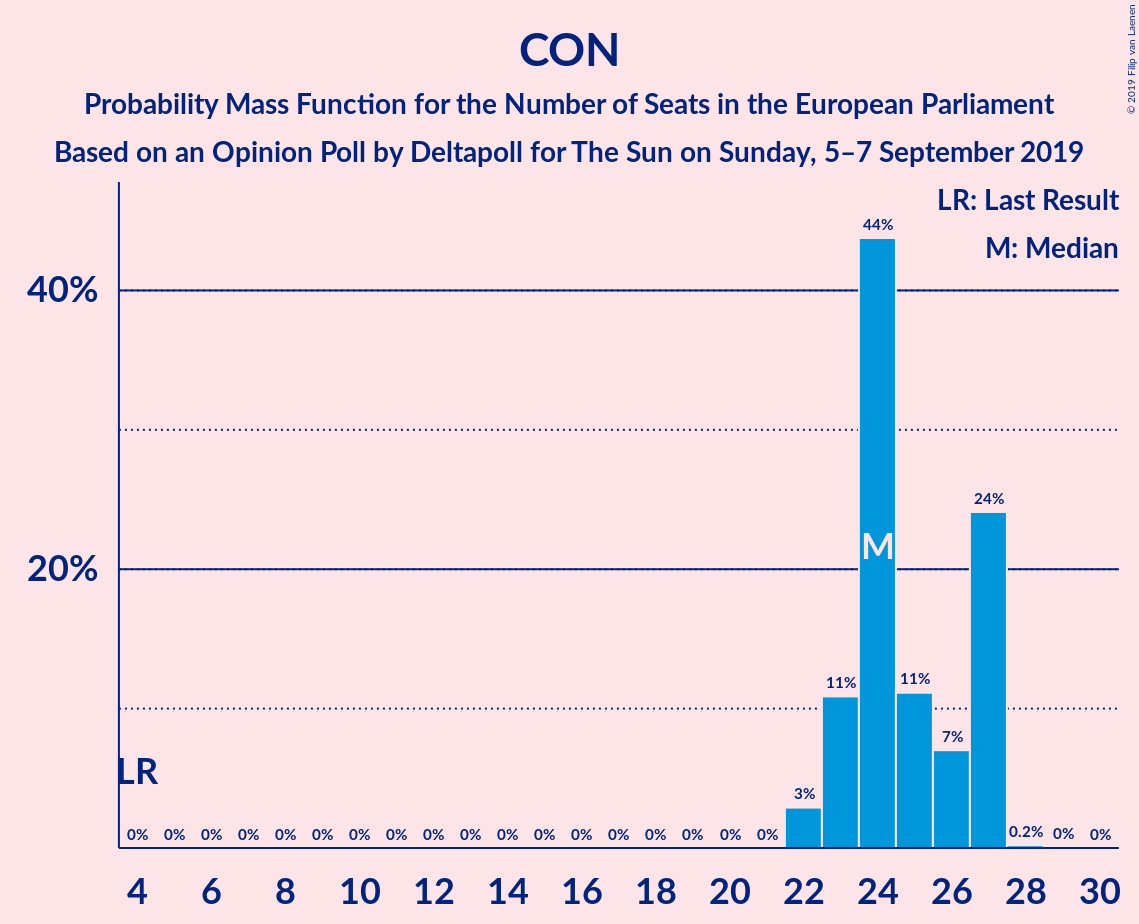 CON
Probability Mass Function for the Number of Seats in the European Parliament
Based on an Opinion Poll by Deltapoll for The Sun on Sunday, 5–7 September 2019
© 2019 Filip van Laenen
LR: Last Result
M: Median
44%
40%
24%
M
20%
11%
11%
7%
LR
3%
0% 0% 0% 0% 0% 0% 0% 0% 0% 0% 0% 0% 0% 0% 0% 0% 0% 0% 0.2% 0% 0%
4 6 8 10 12 14 16 18 20 22 24 26 28 30